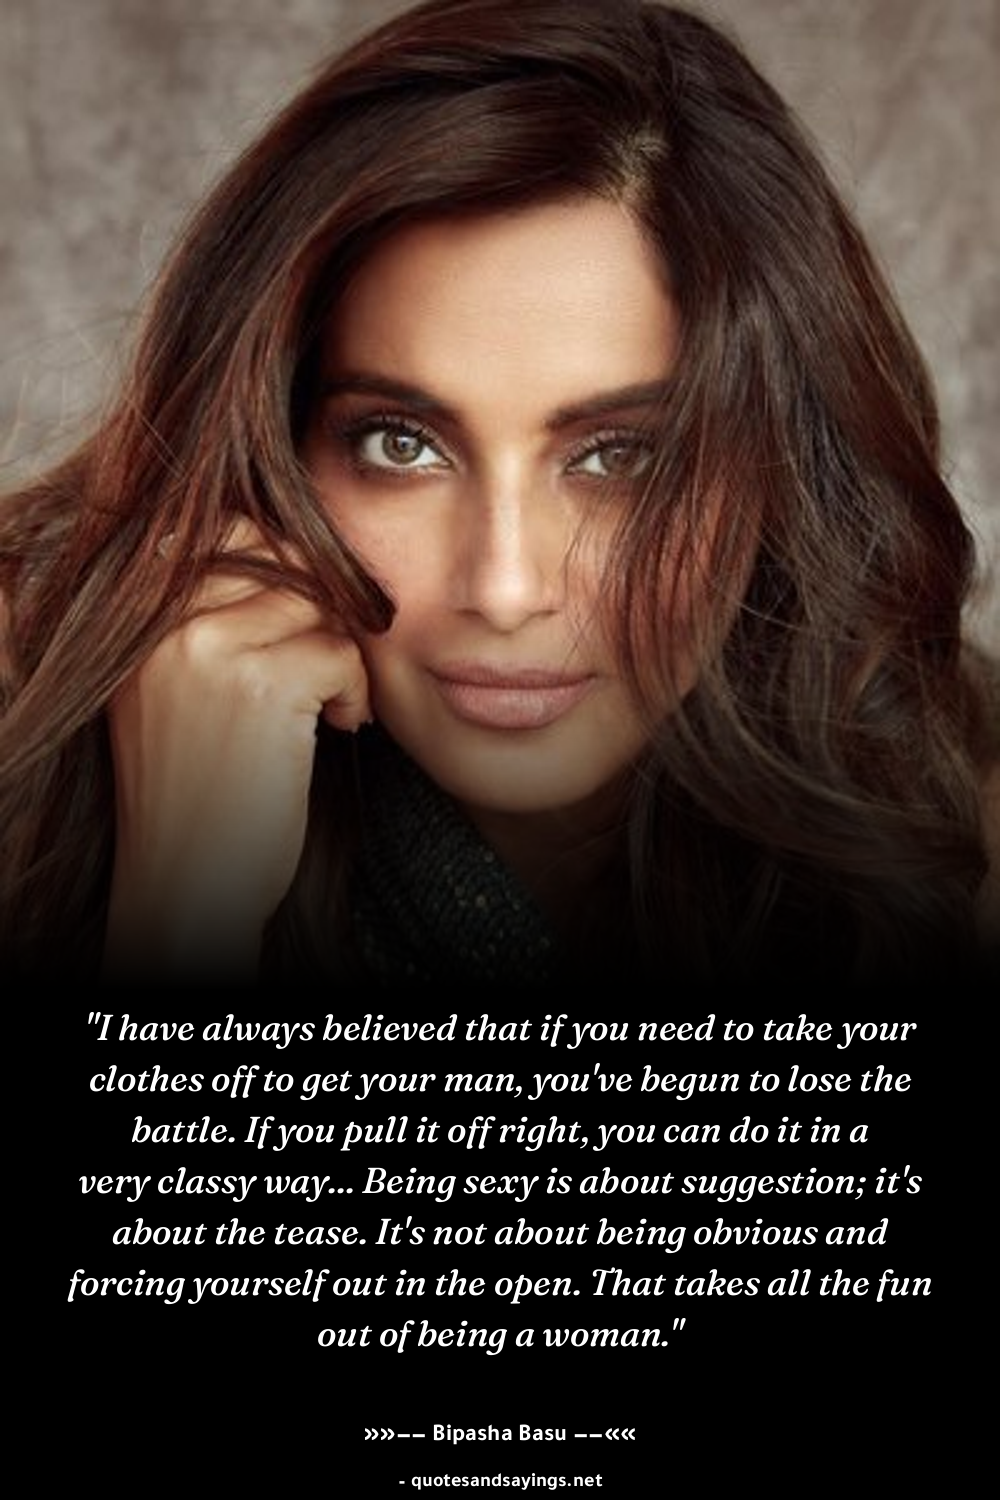 "I have always believed that if you need to take your
clothes off to get your man, you've begun to lose the
battle. If you pull it off right, you can do it in a
very classy way... Being sexy is about suggestion; it's
about the tease. It's not about being obvious and
forcing yourself out in the open. That takes all the fun
out of being a woman."
»»–– Bipasha Basu ––««
- quotesandsayings.net